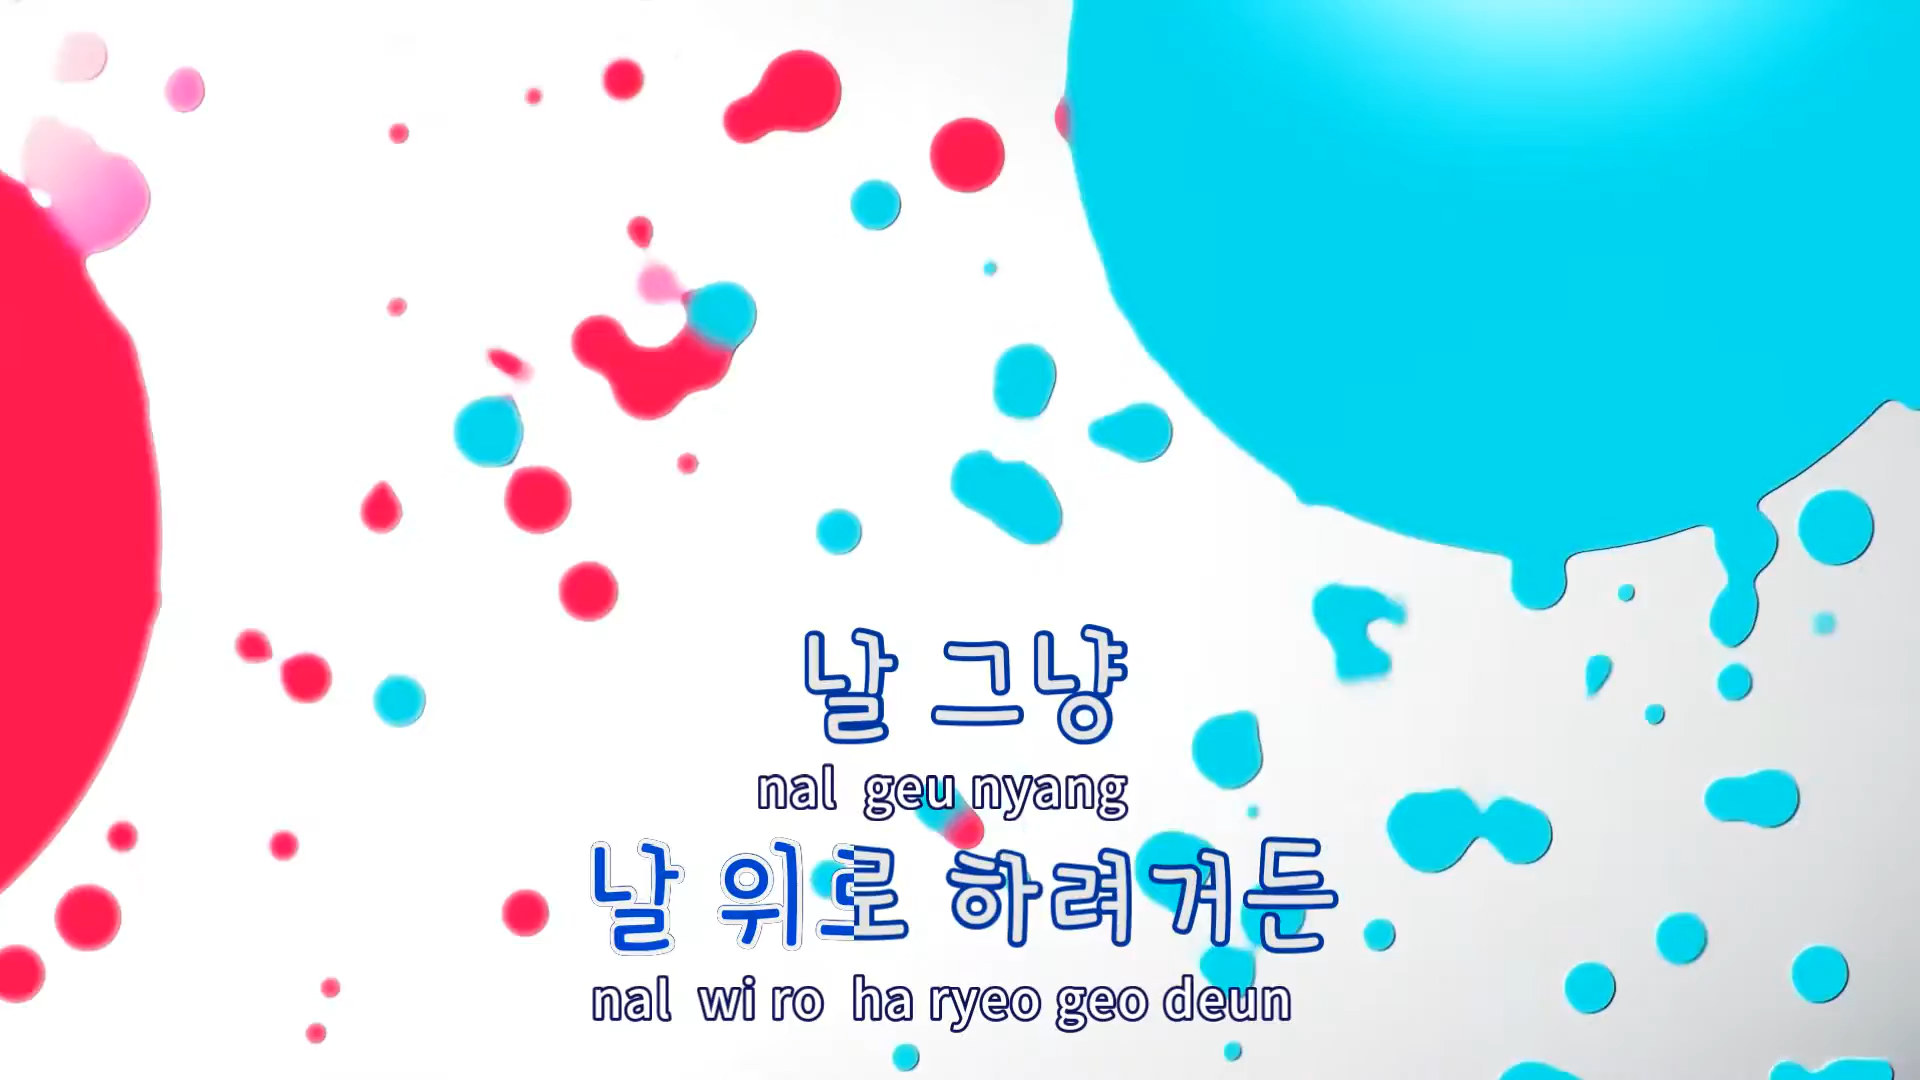 날 그냥
nal geu nyang
날 위로 하려거든
nal wi ro ha ryeo geo deun